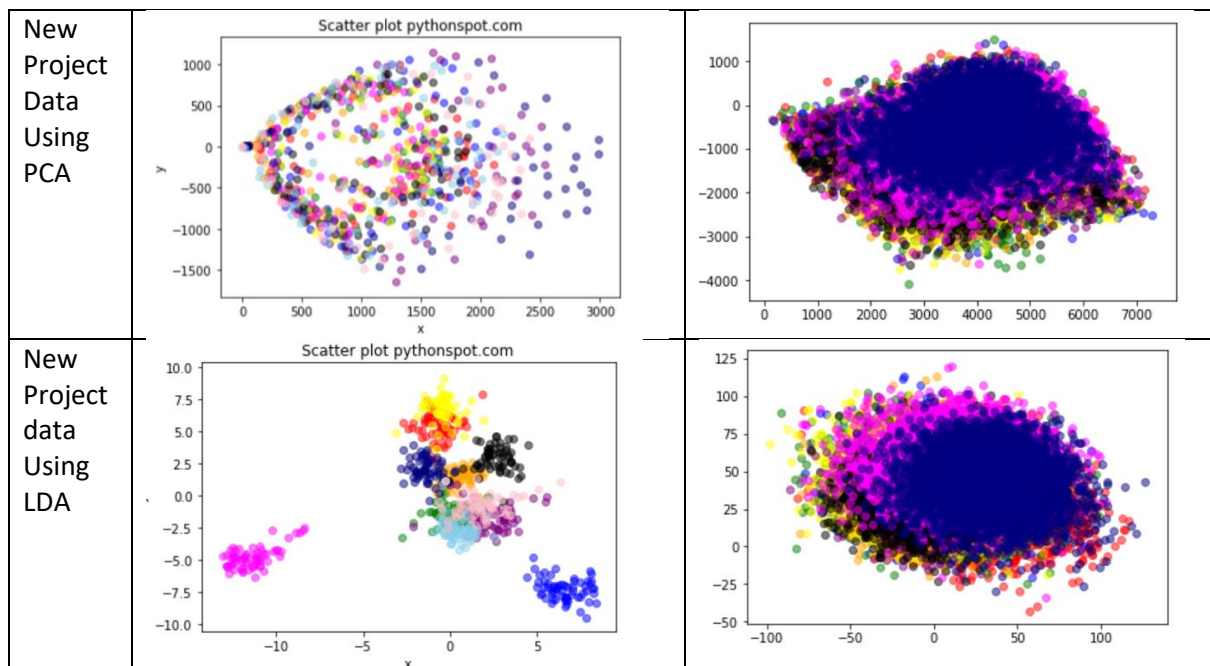 New
Project
Data
Using
PCA
Scatter plot pythonspot.com
1000
500
0
−500
−1000
−1500
y
0 500 1000 1500 2000 2500 3000
x
1000
0
−1000
−2000
−3000
−4000
0 1000 2000 3000 4000 5000 6000 7000
New
Project
data
Using
LDA
Scatter plot pythonspot.com
10.0
7.5
5.0
2.5
0.0
−2.5
−5.0
−7.5
−10.0
−10 −5 0 5
x
125
100
75
50
25
0
−25
−50
−100 −50 0 50 100